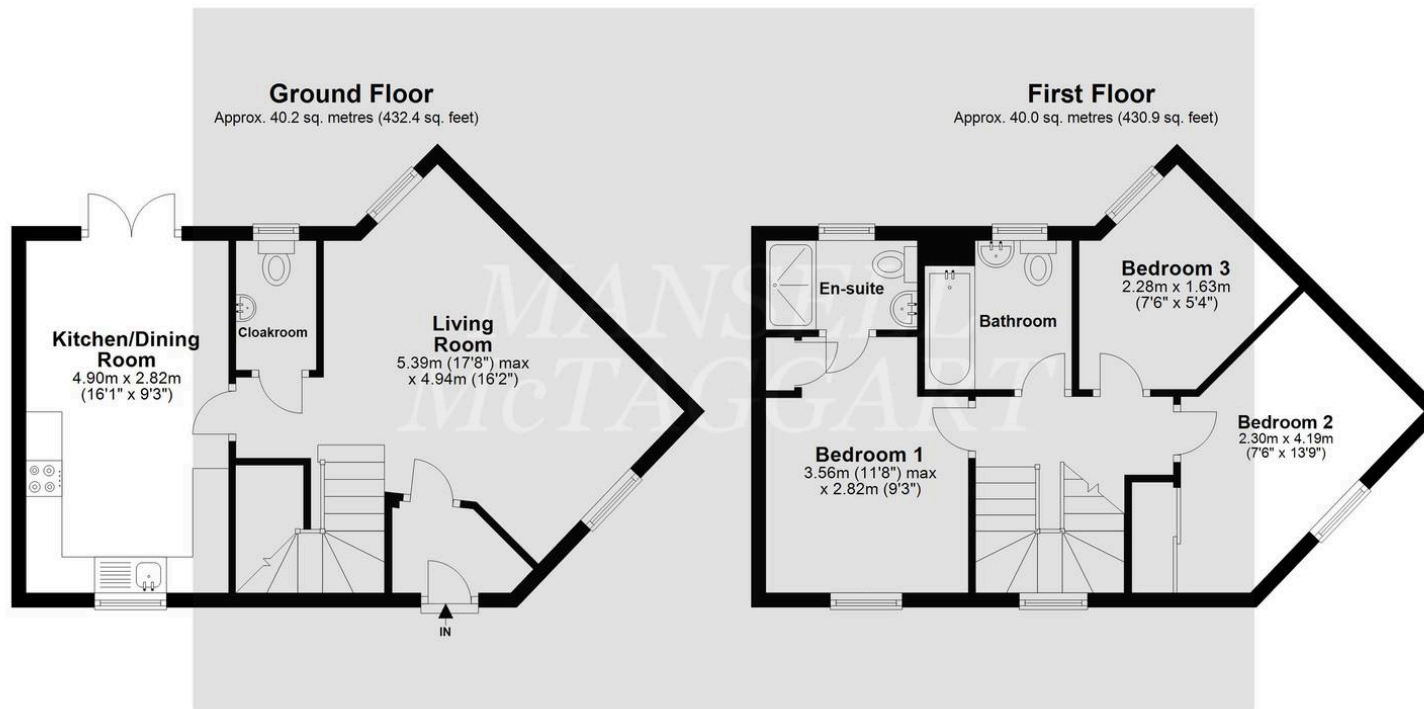 Ground Floor
Approx. 40.2 sq. metres (432.4 sq. feet)
Kitchen/Dining
Room
4.90m x 2.82m
(16'1" x 9'3")
Cloakroom
Living
Room
5.39m (17'8") max
x 4.94m (16'2")
IN
First Floor
Approx. 40.0 sq. metres (430.9 sq. feet)
En-suite
Bathroom
Bedroom 3
2.28m x 1.63m
(7'6" x 5'4")
Bedroom 1
3.56m (11'8") max
x 2.82m (9'3")
Bedroom 2
2.30m x 4.19m
(7'6" x 13'9")
MANSELL
McTAGGART